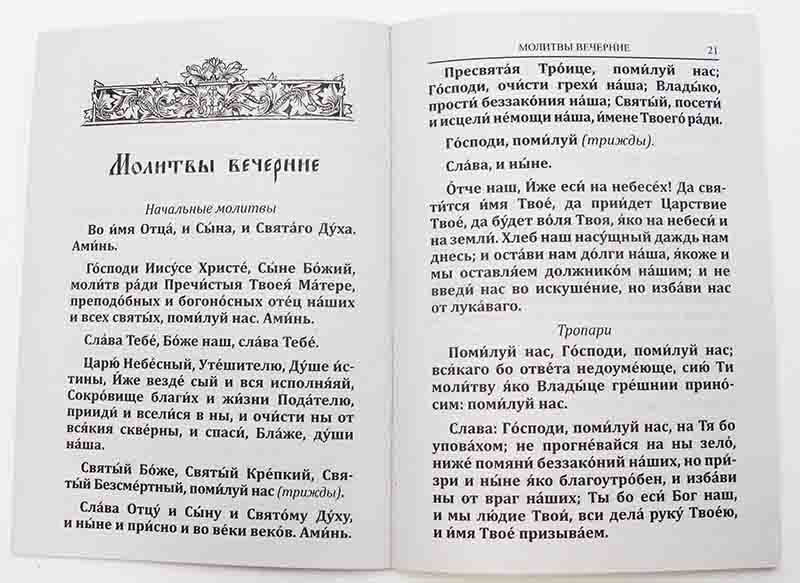 Молитвы вечерние
Начальные молитвы
Во и́мя Отца́, и Сы́на, и Свята́го Ду́ха.
Ами́нь.
Го́споди Иису́се Христе́, Сы́не Бо́жий,
моли́тв ра́ди Пречи́стыя Твоея́ Ма́тере,
преподо́бных и богоно́сных оте́ц на́ших
и всех святы́х, поми́луй нас. Ами́нь.
Сла́ва Тебе́, Бо́же наш, сла́ва Тебе́.
Царю́ Небе́сный, Уте́шителю, Ду́ше и́с-
тины, И́же везде́ сый и вся исполня́яй,
Сокро́вище благи́х и жи́зни Пода́телю,
прииди́ и всели́ся в ны, и очи́сти ны от
вся́кия скве́рны, и спаси́, Бла́же, ду́ши
на́ша.
Святы́й Бо́же, Святы́й Кре́пкий, Свя-
ты́й Безсме́ртный, поми́луй нас (трижды).
Сла́ва Отцу́ и Сы́ну и Свято́му Ду́ху,
и ны́не и при́сно и во ве́ки веко́в. Ами́нь.
МОЛИТВЫ ВЕЧЕРНИЕ 21
Пресвята́я Тро́ице, поми́луй нас;
Го́споди, очи́сти грехи́ на́ша; Влады́ко,
прости́ беззако́ния на́ша; Святы́й, посети́
и исцели́ не́мощи на́ша, и́мене Твоего́ ра́ди.
Го́споди, поми́луй (трижды).
Сла́ва, и ны́не.
О́тче наш, И́же еси́ на небесе́х! Да свя-
ти́тся и́мя Твое́, да прии́дет Ца́рствие
Твое́, да бу́дет во́ля Твоя́, я́ко на небеси́ и
на земли́. Хлеб наш насу́щный даждь нам
днесь; и оста́ви нам до́лги на́ша, я́коже и
мы оставля́ем должнико́м на́шим; и не
введи́ нас во искуше́ние, но изба́ви нас
от лука́ваго.
Тропари
Поми́луй нас, Го́споди, поми́луй нас;
вся́каго бо отве́та недоуме́юще, сию́ Ти
моли́тву я́ко Влады́це гре́шнии прино́-
сим: поми́луй нас.
Сла́ва: Го́споди, поми́луй нас, на Тя бо
упова́хом; не прогне́вайся на ны зело́,
ниже́ помяни́ беззако́ний на́ших, но при́-
зри и ны́не я́ко благоутро́бен, и изба́ви
ны от враг на́ших; Ты бо еси́ Бог наш,
и мы лю́дие Твои́, вси дела́ руку́ Твое́ю,
и и́мя Твое́ призыва́ем.